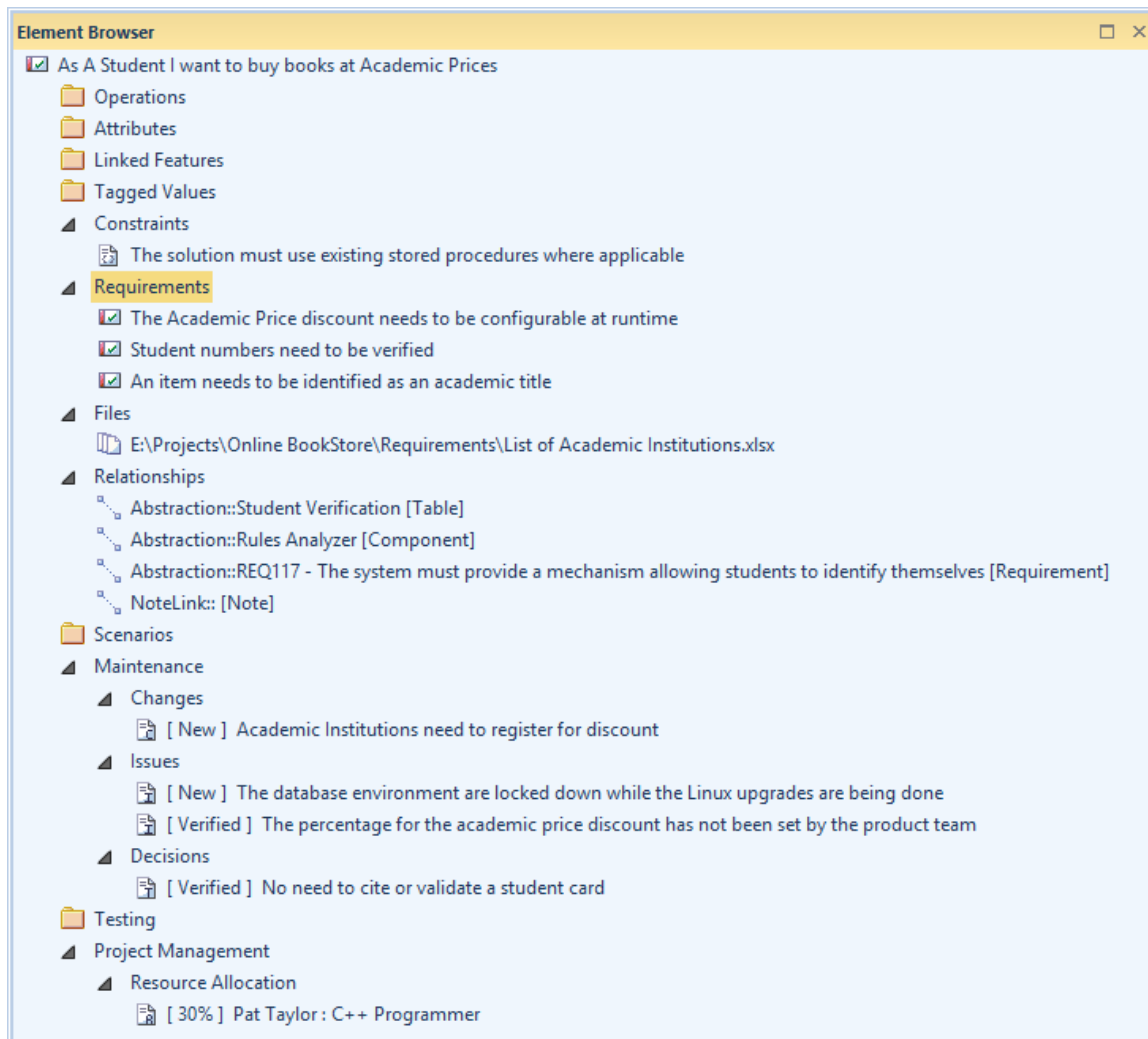 Element Browser
As A Student I want to buy books at Academic Prices
Operations
Attributes
Linked Features
Tagged Values
Constraints
The solution must use existing stored procedures where applicable
Requirements
The Academic Price discount needs to be configurable at runtime
Student numbers need to be verified
An item needs to be identified as an academic title
Files
E:\Projects\Online BookStore\Requirements\List of Academic Institutions.xlsx
Relationships
Abstraction::Student Verification [Table]
Abstraction::Rules Analyzer [Component]
Abstraction::REQ117 - The system must provide a mechanism allowing students to identify themselves [Requirement]
NoteLink:: [Note]
Scenarios
Maintenance
Changes
[ New ] Academic Institutions need to register for discount
Issues
[ New ] The database environment are locked down while the Linux upgrades are being done
[ Verified ] The percentage for the academic price discount has not been set by the product team
Decisions
[ Verified ] No need to cite or validate a student card
Testing
Project Management
Resource Allocation
[ 30% ] Pat Taylor : C++ Programmer